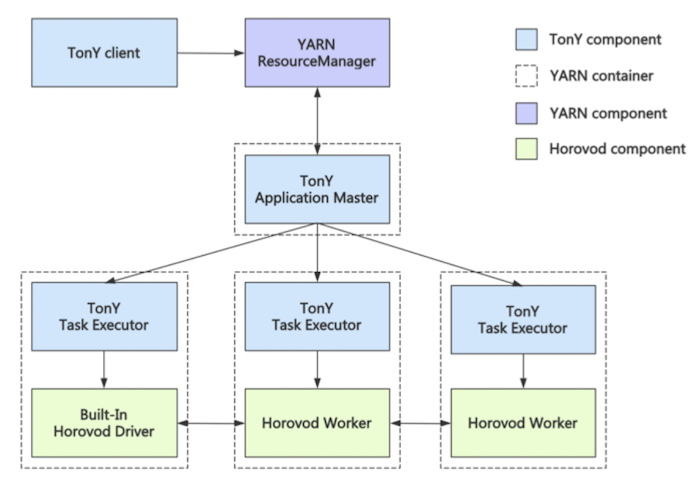 TonY client
YARN
ResourceManager
TonY component
YARN container
YARN component
Horovod component
TonY
Application Master
TonY
Task Executor
TonY
Task Executor
TonY
Task Executor
Built-In
Horovod Driver
Horovod Worker
Horovod Worker